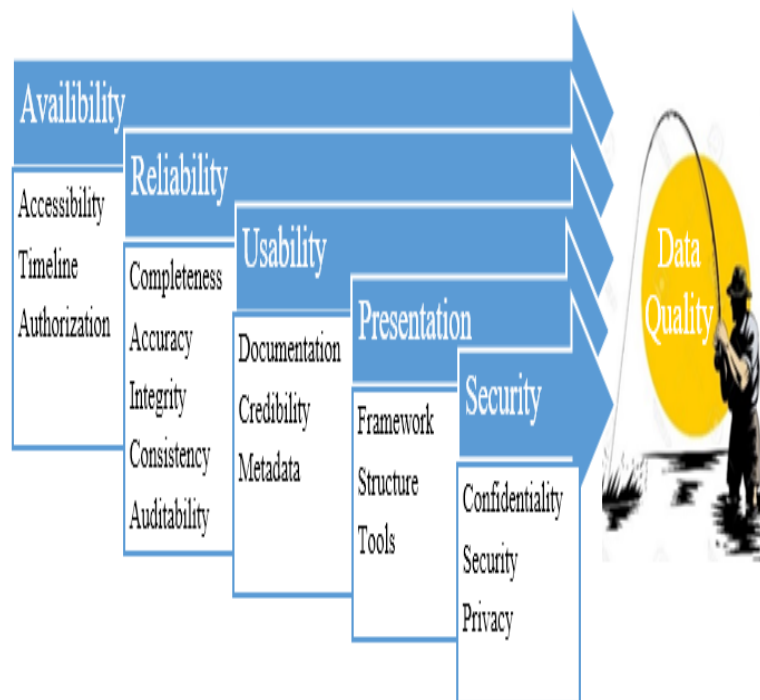 Availibility
Accessibility
Timeline
Authorization
Reliability
Completeness
Accuracy
Integrity
Consistency
Auditability
Usability
Documentation
Credibility
Metadata
Presentation
Framework
Structure
Tools
Security
Confidentiality
Security
Privacy
Data
Quality